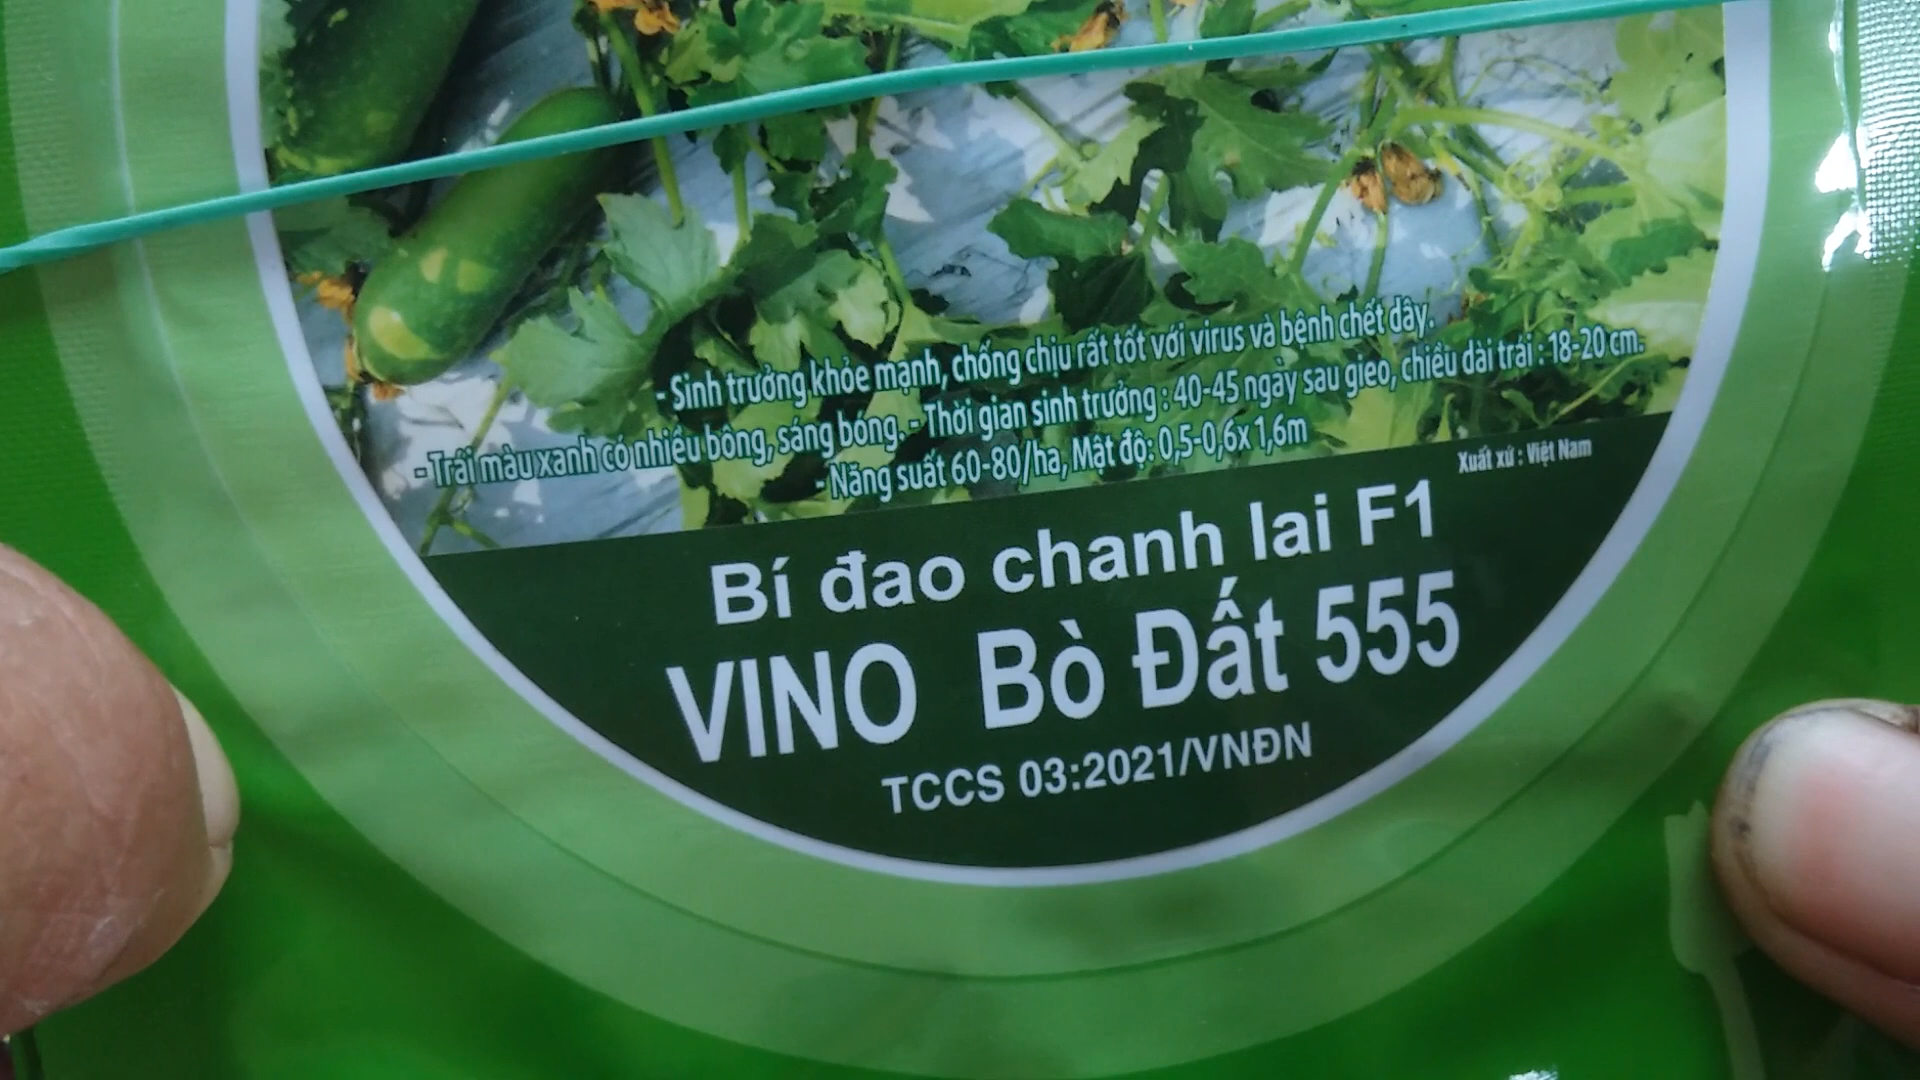 - Sinh trưởng khỏe mạnh, chống chịu rất tốt với virus và bệnh chết dây.
- Trái màu xanh có nhiều bông, sáng bóng. - Thời gian sinh trưởng : 40-45 ngày sau gieo, chiều dài trái : 18-20 cm.
- Năng suất 60-80/ha, Mật độ: 0,5-0,6x 1,6m
Xuất xứ : Việt Nam
Bí đao chanh lai F1
VINO Bò Đất 555
TCCS 03:2021/VNĐN